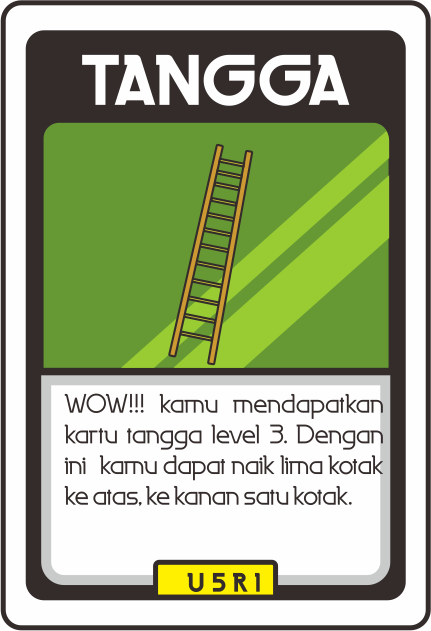 TANGGA
WOW!!! kamu mendapatkan
kartu tangga level 3. Dengan
ini kamu dapat naik lima kotak
ke atas, ke kanan satu kotak.
U5R1